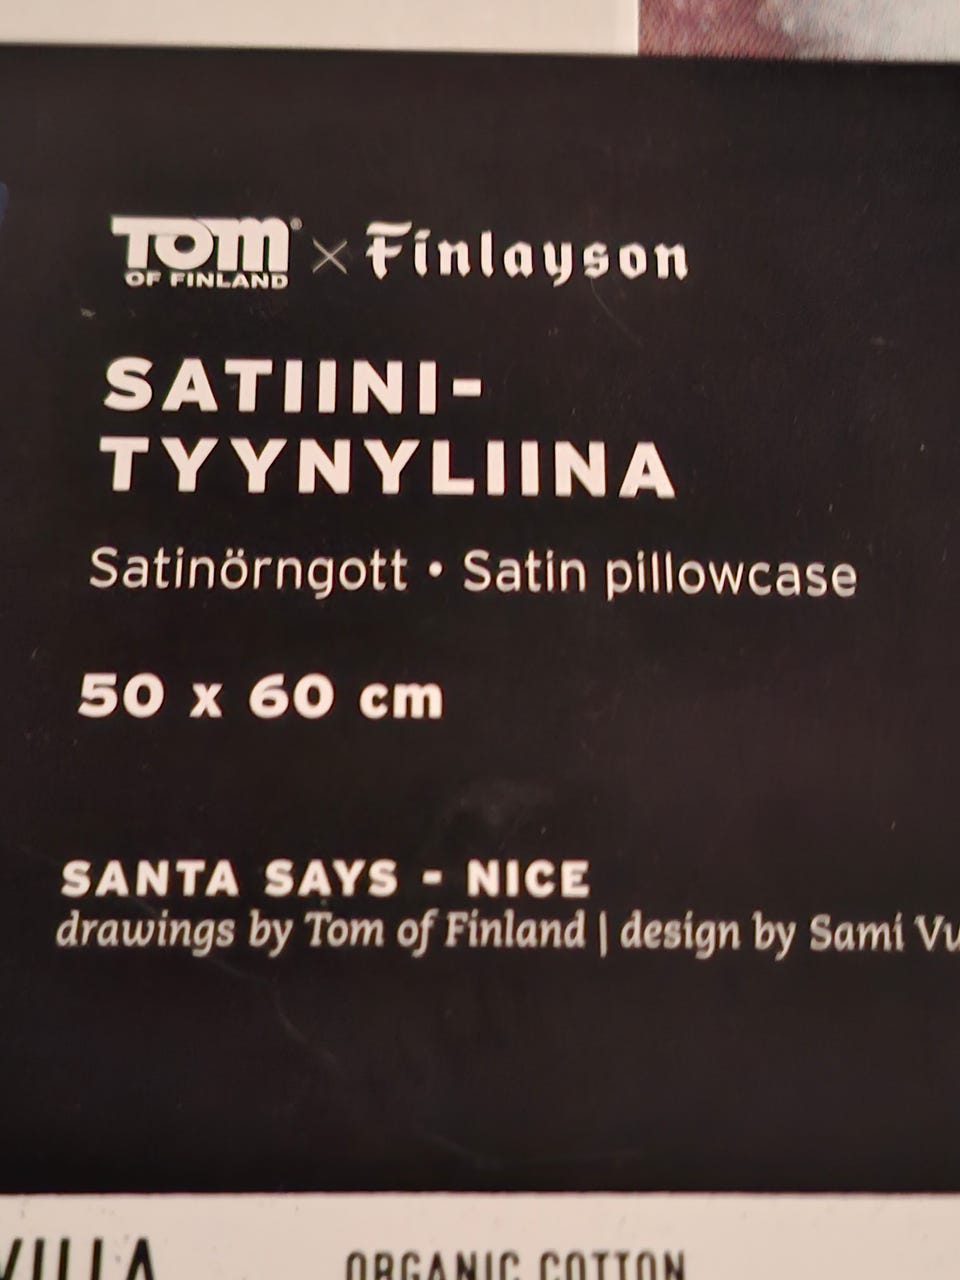 TOM® × Finlayson
OF FINLAND
SATIINI-
TYYNYLIINA
Satinörngott • Satin pillowcase
50 x 60 cm
SANTA SAYS - NICE
drawings by Tom of Finland | design by Sami
ORGANIC COTTON